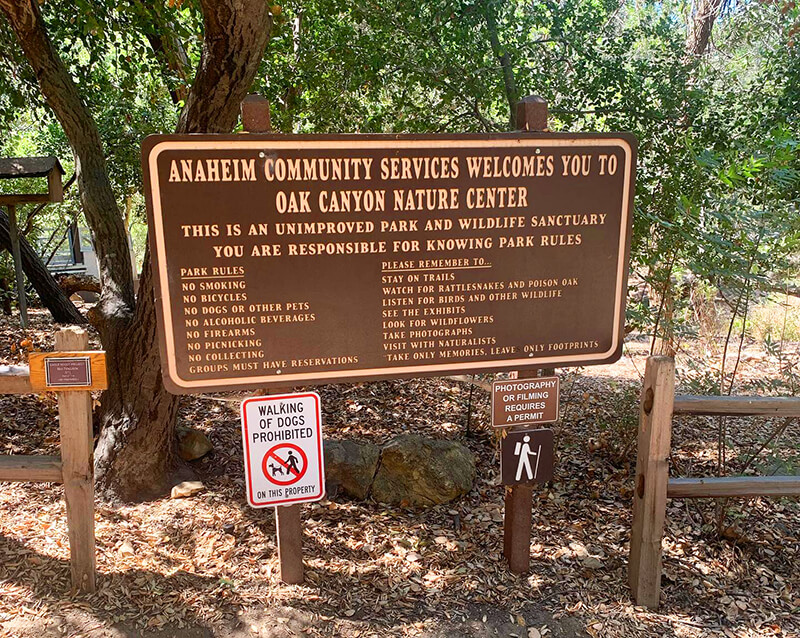 ANAHEIM COMMUNITY SERVICES WELCOMES YOU TO
OAK CANYON NATURE CENTER
THIS IS AN UNIMPROVED PARK AND WILDLIFE SANCTUARY
YOU ARE RESPONSIBLE FOR KNOWING PARK RULES
PARK RULES
NO SMOKING
NO BICYCLES
NO DOGS OR OTHER PETS
NO ALCOHOLIC BEVERAGES
NO FIREARMS
NO PICNICKING
NO COLLECTING
GROUPS MUST HAVE RESERVATIONS
PLEASE REMEMBER TO...
STAY ON TRAILS
WATCH FOR RATTLESNAKES AND POISON OAK
LISTEN FOR BIRDS AND OTHER WILDLIFE
SEE THE EXHIBITS
LOOK FOR WILDFLOWERS
TAKE PHOTOGRAPHS
VISIT WITH NATURALISTS
TAKE ONLY MEMORIES, LEAVE ONLY FOOTPRINTS
WALKING
OF DOGS
PROHIBITED
ON THIS PROPERTY
PHOTOGRAPHY
OR FILMING
REQUIRES
A PERMIT